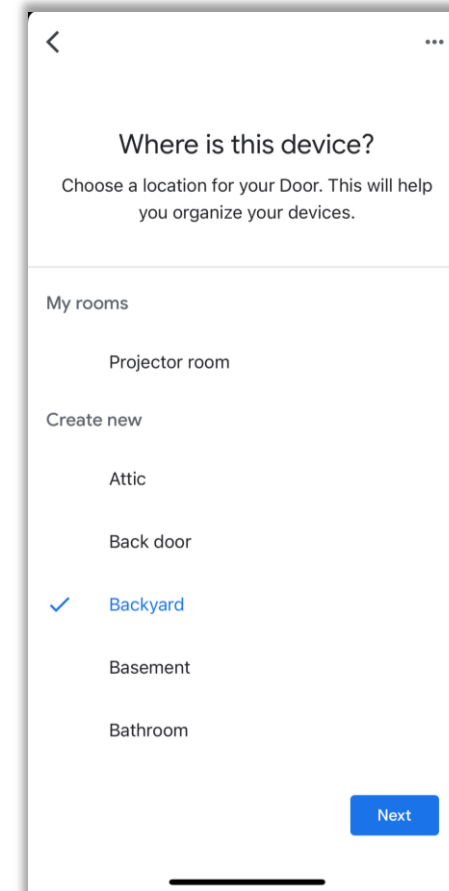 Where is this device?
Choose a location for your Door. This will help
you organize your devices.
My rooms
Projector room
Create new
Attic
Back door
Backyard
Basement
Bathroom
Next